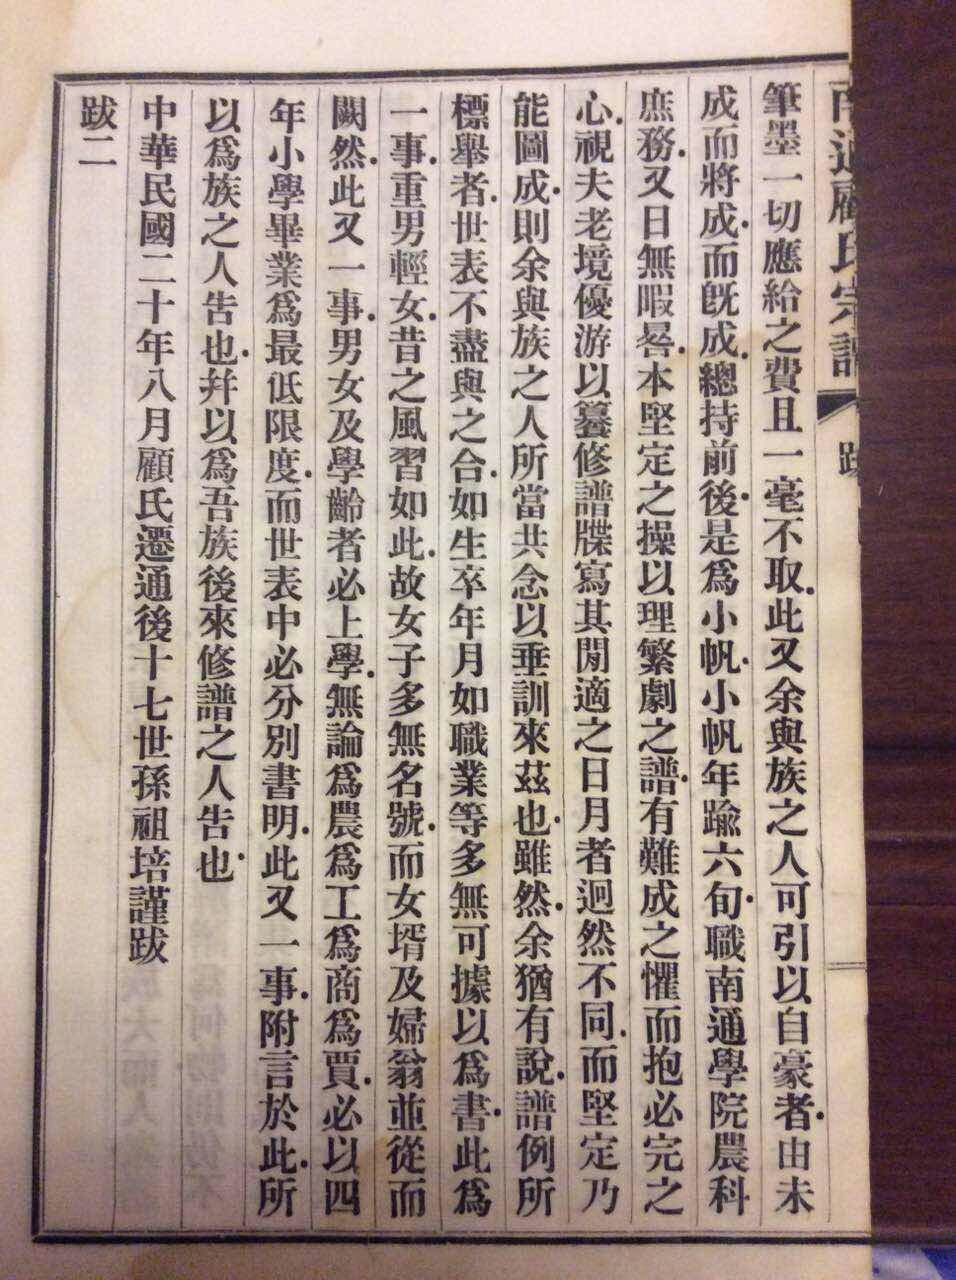 南通顧氏宗譜 跋
筆墨一切應給之費且一毫不取此又余與族之人可引以自豪者由未
成而將成而旣成總持前後是爲小帆小帆年踰六旬職南通學院農科
庶務又日無暇晷本堅定之操以理繁劇之譜有難成之懼而抱必完之
心視夫老境優游以籑修譜牒寫其閒適之日月者迥然不同而堅定乃
能圖成則余與族之人所當共念以垂訓來茲也雖然余猶有說譜例所
標舉者世表不盡與之合如生卒年月如職業等多無可據以爲書此爲
一事重男輕女昔之風習如此故女子多無名號而女壻及婦翁並從而
闕然此又一事男女及學齡者必上學無論爲農爲工爲商爲賈必以四
年小學畢業爲最低限度而世表中必分別書明此又一事附言於此所
以爲族之人告也幷以爲吾族後來修譜之人告也
中華民國二十年八月顧氏遷通後十七世孫祖培謹跋
跋二